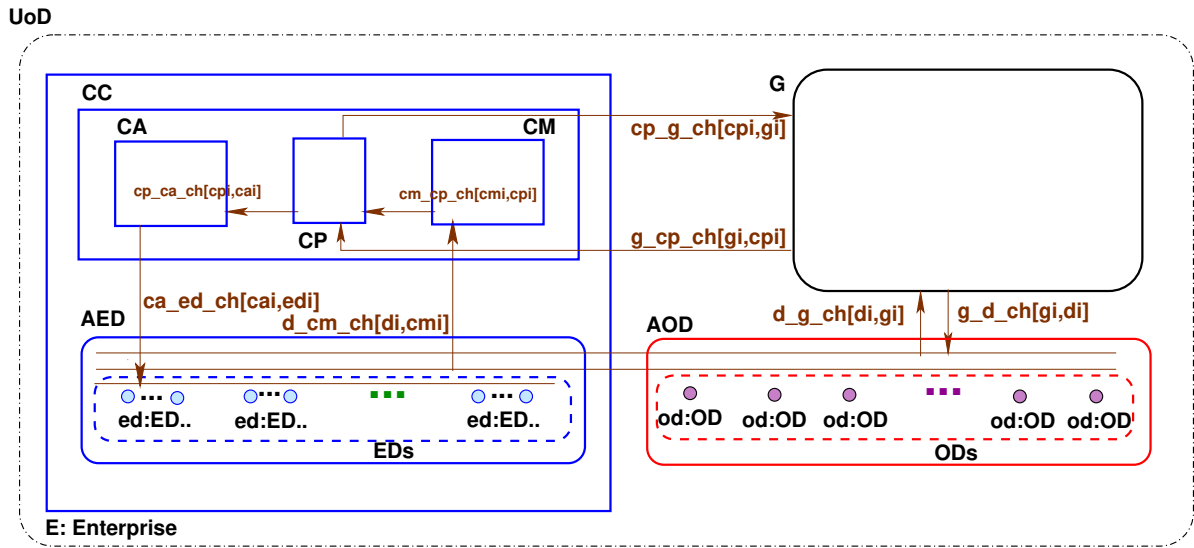 UoD
CC
G
CA
CM
cp_g_ch[cpi,gi]
cp_ca_ch[cpi,cai]
cm_cp_ch[cmi,cpi]
CP
g_cp_ch[gi,cpi]
ca_ed_ch[cai,edi]
d_cm_ch[di,cmi]
d_g_ch[di,gi]
g_d_ch[gi,di]
AED
AOD
ed:ED..
ed:ED..
ed:ED..
od:OD
od:OD
od:OD
od:OD
od:OD
EDs
ODs
E: Enterprise